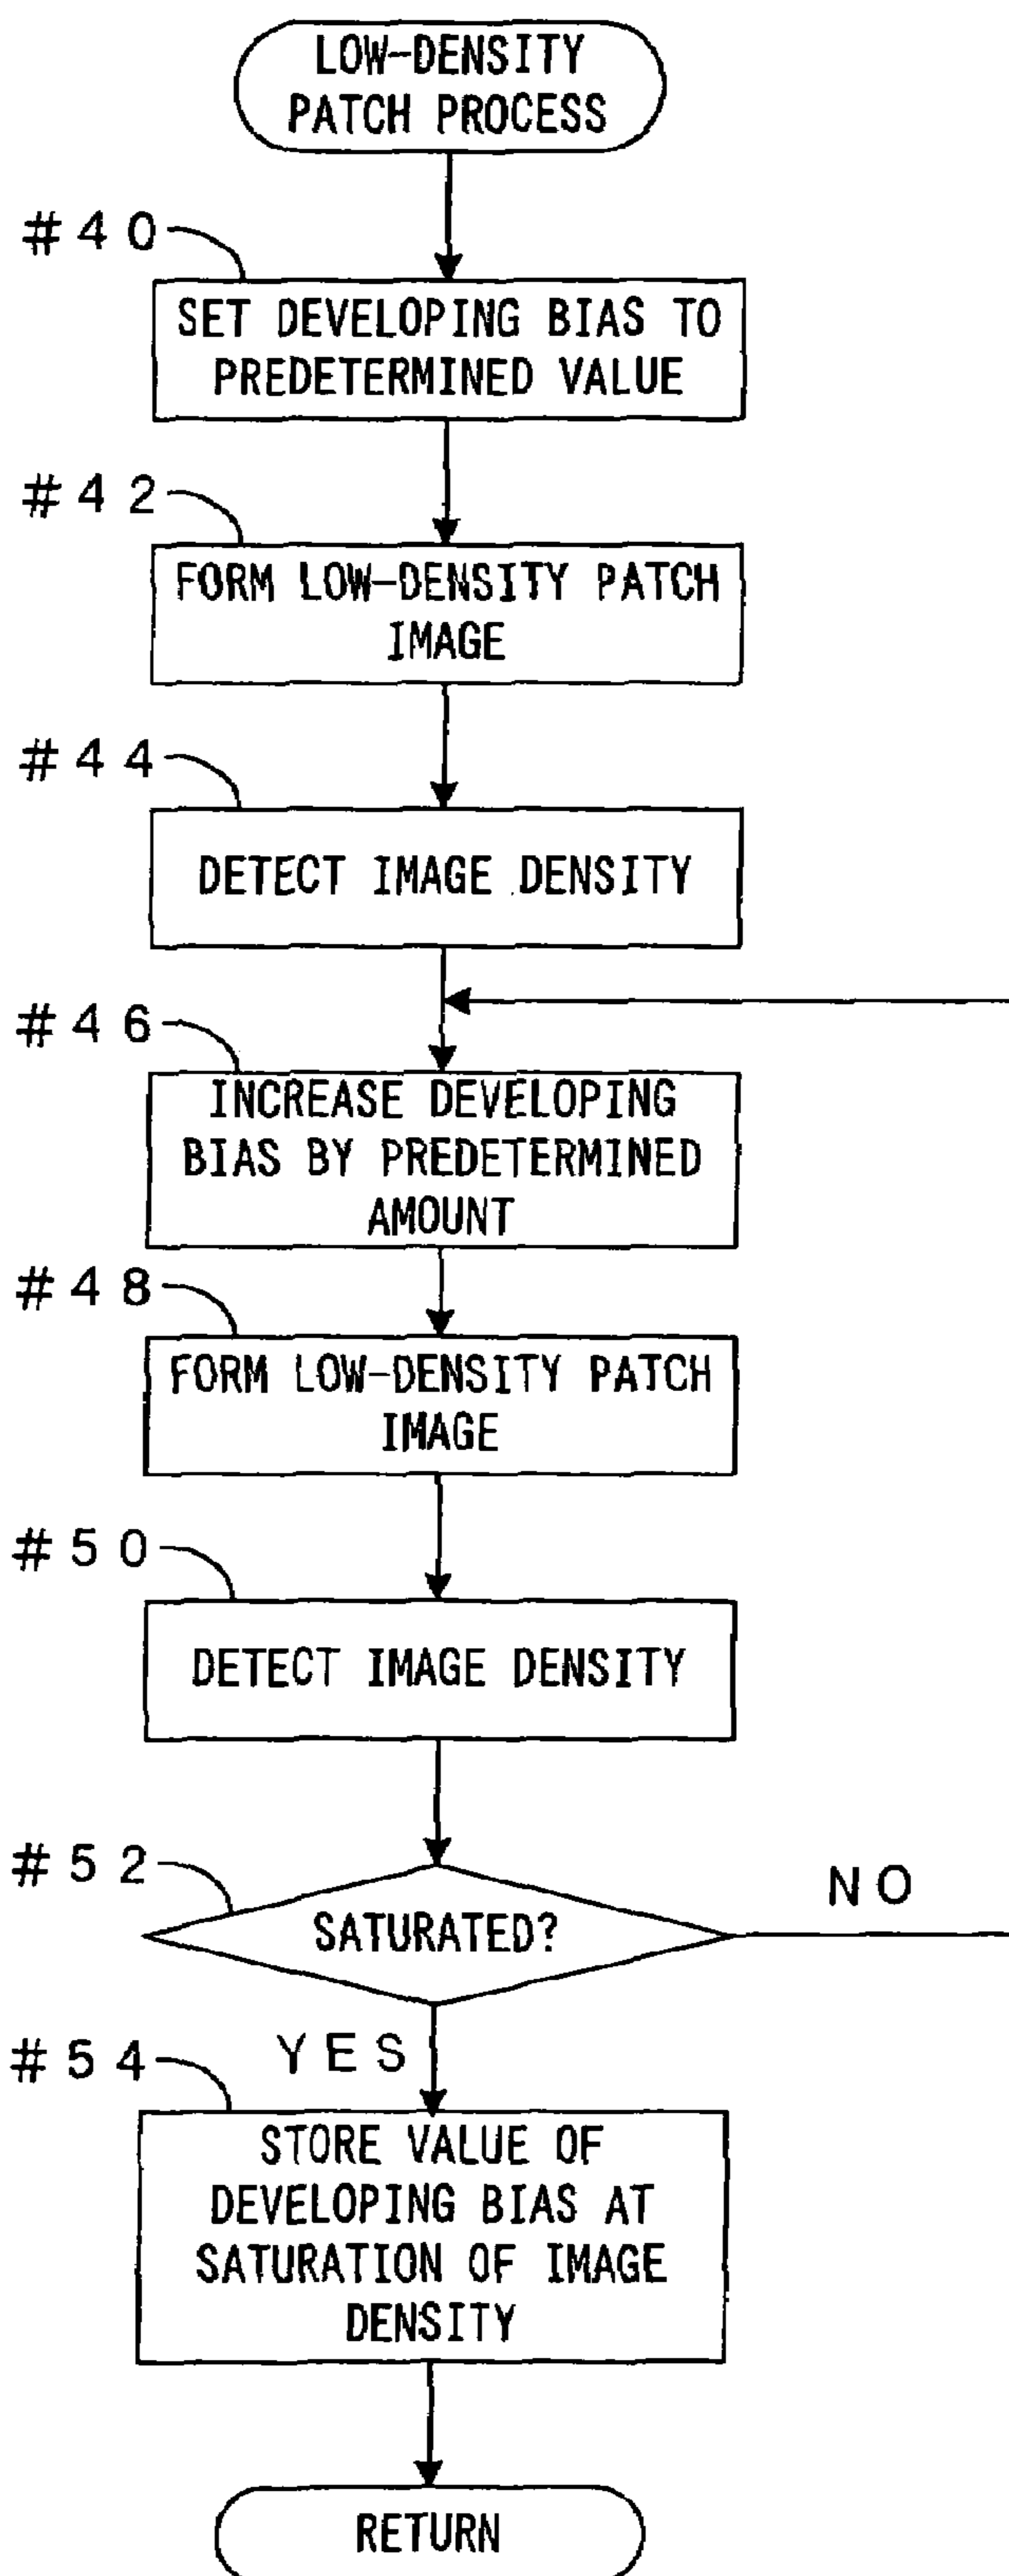 LOW-DENSITY
PATCH PROCESS
#40
SET DEVELOPING BIAS TO
PREDETERMINED VALUE
#42
FORM LOW-DENSITY PATCH
IMAGE
#44
DETECT IMAGE DENSITY
#46
INCREASE DEVELOPING
BIAS BY PREDETERMINED
AMOUNT
#48
FORM LOW-DENSITY PATCH
IMAGE
#50
DETECT IMAGE DENSITY
#52
SATURATED?
NO
YES
#54
STORE VALUE OF
DEVELOPING BIAS AT
SATURATION OF IMAGE
DENSITY
RETURN